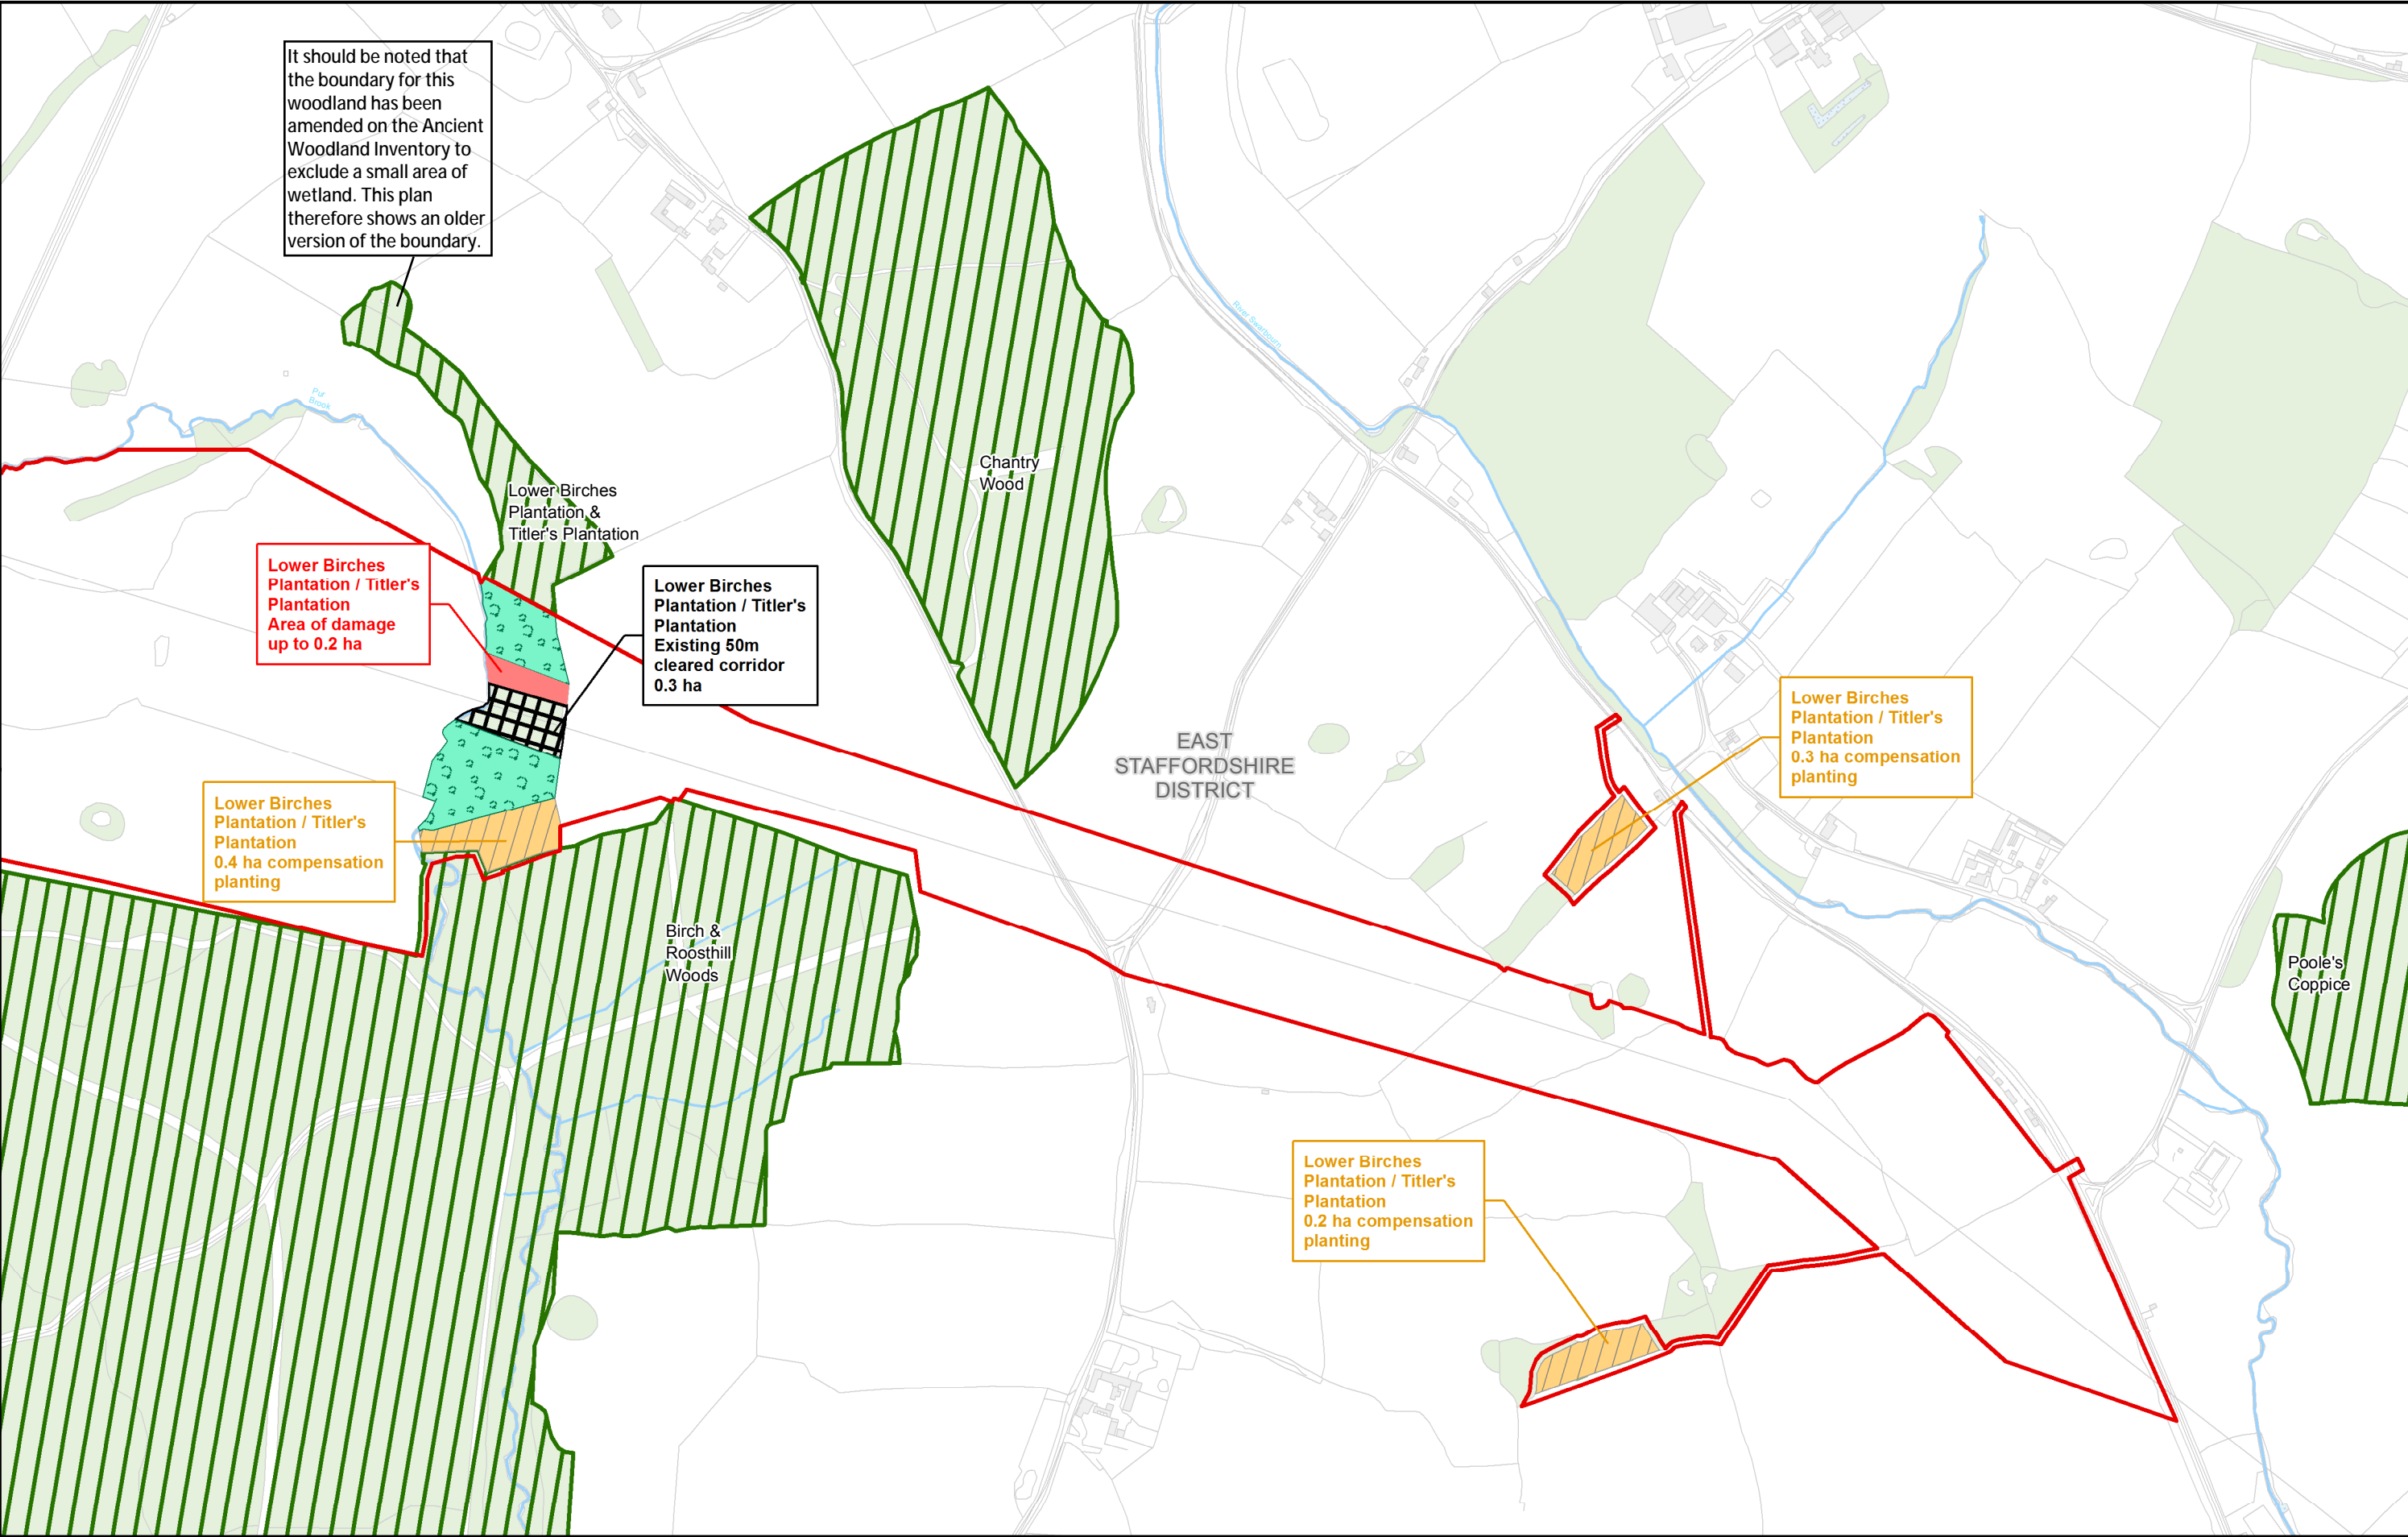 It should be noted that
the boundary for this
woodland has been
amended on the Ancient
Woodland Inventory to
exclude a small area of
wetland. This plan
therefore shows an older
version of the boundary.
River Swarbourn
Pur
Brook
Chantry
Wood
Lower Birches
Plantation &
Titler's Plantation
Lower Birches
Plantation / Titler's
Plantation
Area of damage
up to 0.2 ha
Lower Birches
Plantation / Titler's
Plantation
Existing 50m
cleared corridor
0.3 ha
Lower Birches
Plantation / Titler's
Plantation
0.3 ha compensation
planting
EAST
STAFFORDSHIRE
DISTRICT
Lower Birches
Plantation / Titler's
Plantation
0.4 ha compensation
planting
Birch &
Roosthill
Woods
Poole's
Coppice
Lower Birches
Plantation / Titler's
Plantation
0.2 ha compensation
planting